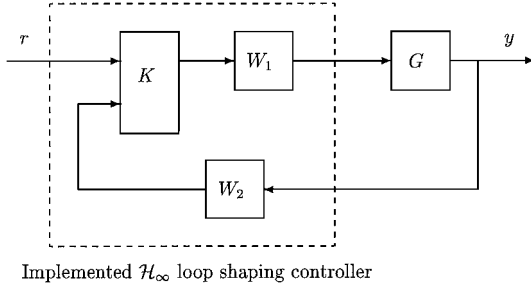 r
y
K
W₁
G
W₂
Implemented ℋ∞ loop shaping controller